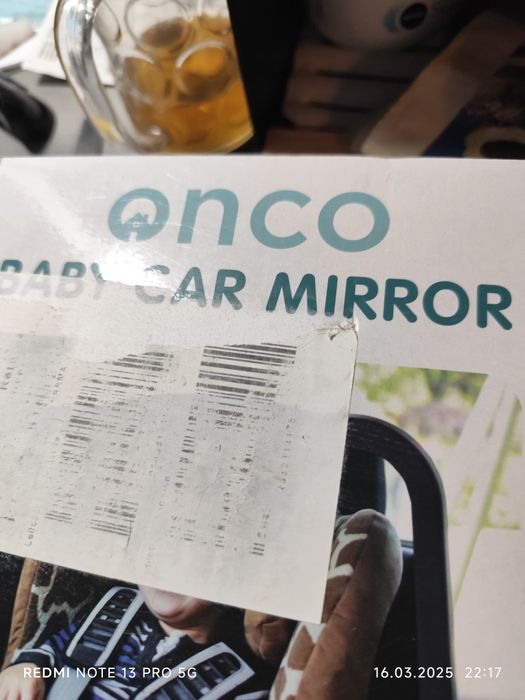 onco
BABY CAR MIRROR
REDMI NOTE 13 PRO 5G
16.03.2025 22:17